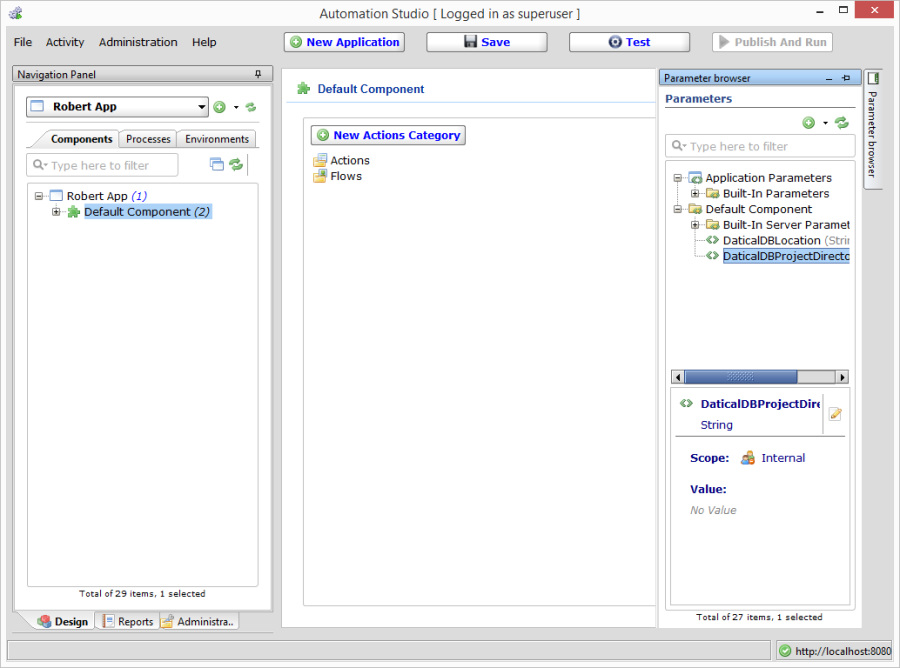 Automation Studio [ Logged in as superuser ]
File Activity Administration Help
New Application
Save
Test
Publish And Run
Navigation Panel
Robert App
Components Processes Environments
Type here to filter
Robert App (1)
Default Component (2)
Total of 29 items, 1 selected
Design Reports Administra..
Default Component
New Actions Category
Actions
Flows
Parameter browser
Parameters
Type here to filter
Application Parameters
Built-In Parameters
Default Component
Built-In Server Paramet
DaticalDBLocation (Strin
DaticalDBProjectDirecto
DaticalDBProjectDire
String
Scope: Internal
Value:
No Value
Total of 27 items, 1 selected
Parameter browser
http://localhost:8080